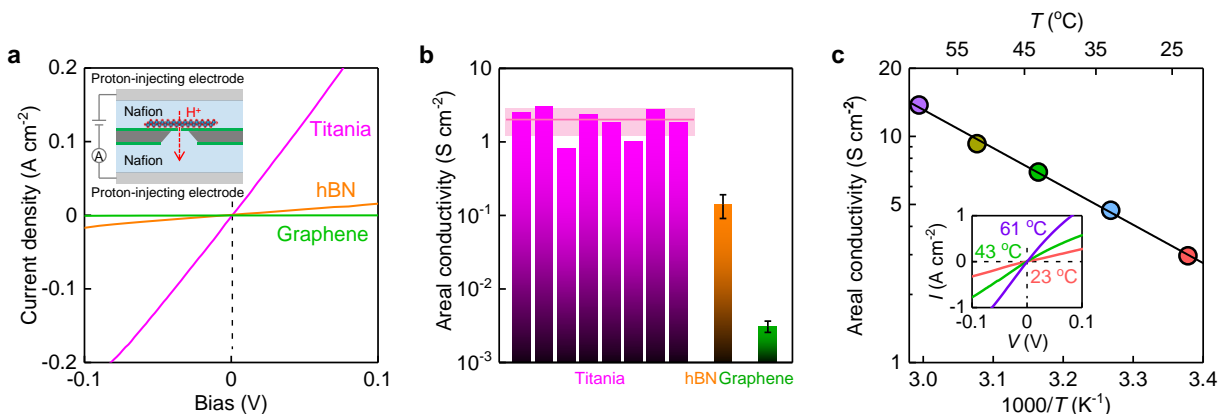 a
0.2
0.1
0
-0.1
-0.2
Current density (A cm⁻²)
-0.1
0
0.1
Bias (V)
Proton-injecting electrode
Nafion
H⁺
A
Nafion
Proton-injecting electrode
Titania
hBN
Graphene
b
10
1
10⁻¹
10⁻²
10⁻³
Areal conductivity (S cm⁻²)
Titania
hBN
Graphene
c
T (°C)
55
45
35
25
20
10
5
1
Areal conductivity (S cm⁻²)
3.0
3.1
3.2
3.3
3.4
1000/T (K⁻¹)
1
0
-1
I (A cm⁻²)
61 °C
43 °C
23 °C
-0.1
0
0.1
V (V)